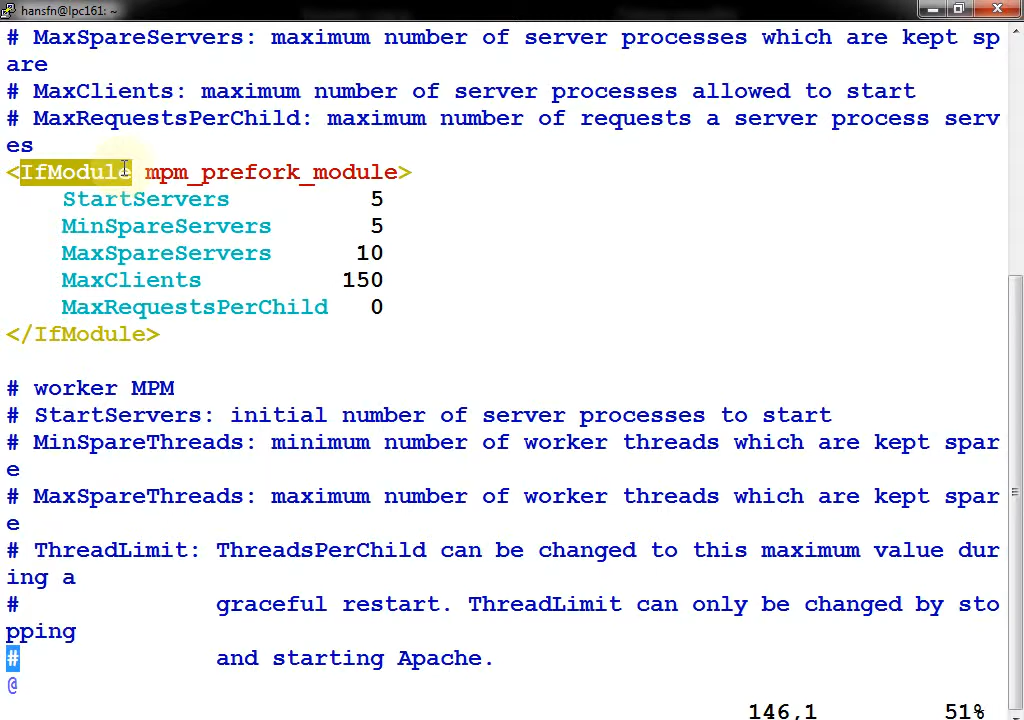 hansfn@lpc161: ~
# MaxSpareServers: maximum number of server processes which are kept sp
are
# MaxClients: maximum number of server processes allowed to start
# MaxRequestsPerChild: maximum number of requests a server process serv
es
<IfModule mpm_prefork_module>
    StartServers          5
    MinSpareServers       5
    MaxSpareServers      10
    MaxClients          150
    MaxRequestsPerChild   0
</IfModule>
# worker MPM
# StartServers: initial number of server processes to start
# MinSpareThreads: minimum number of worker threads which are kept spar
e
# MaxSpareThreads: maximum number of worker threads which are kept spar
e
# ThreadLimit: ThreadsPerChild can be changed to this maximum value dur
ing a
#              graceful restart. ThreadLimit can only be changed by sto
pping
#              and starting Apache.
@
146,1         51%